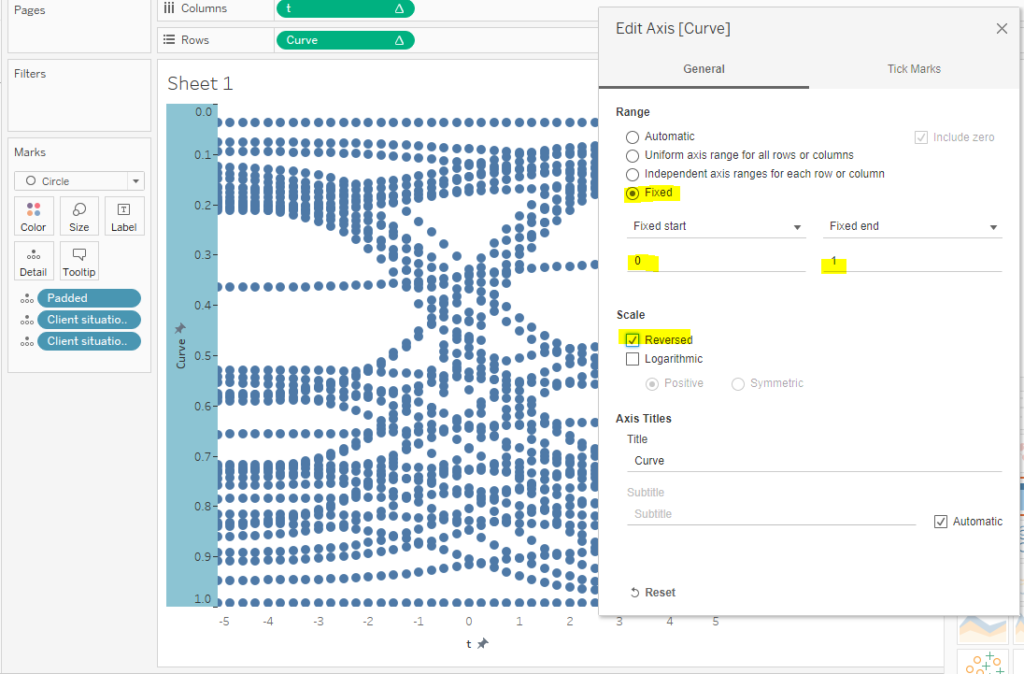 Pages
Columns
t
Rows
Curve
Filters
Marks
Circle
Color
Size
Label
Detail
Tooltip
Padded
Client situatio..
Client situatio..
Sheet 1
0.0
0.1
0.2
0.3
0.4
0.5
0.6
0.7
0.8
0.9
1.0
Curve
-5 -4 -3 -2 -1 0 1 2 3 4 5
t
Edit Axis [Curve]
General
Tick Marks
Range
Automatic
Include zero
Uniform axis range for all rows or columns
Independent axis ranges for each row or column
Fixed
Fixed start
Fixed end
0
1
Scale
Reversed
Logarithmic
Positive
Symmetric
Axis Titles
Title
Curve
Subtitle
Subtitle
Automatic
Reset